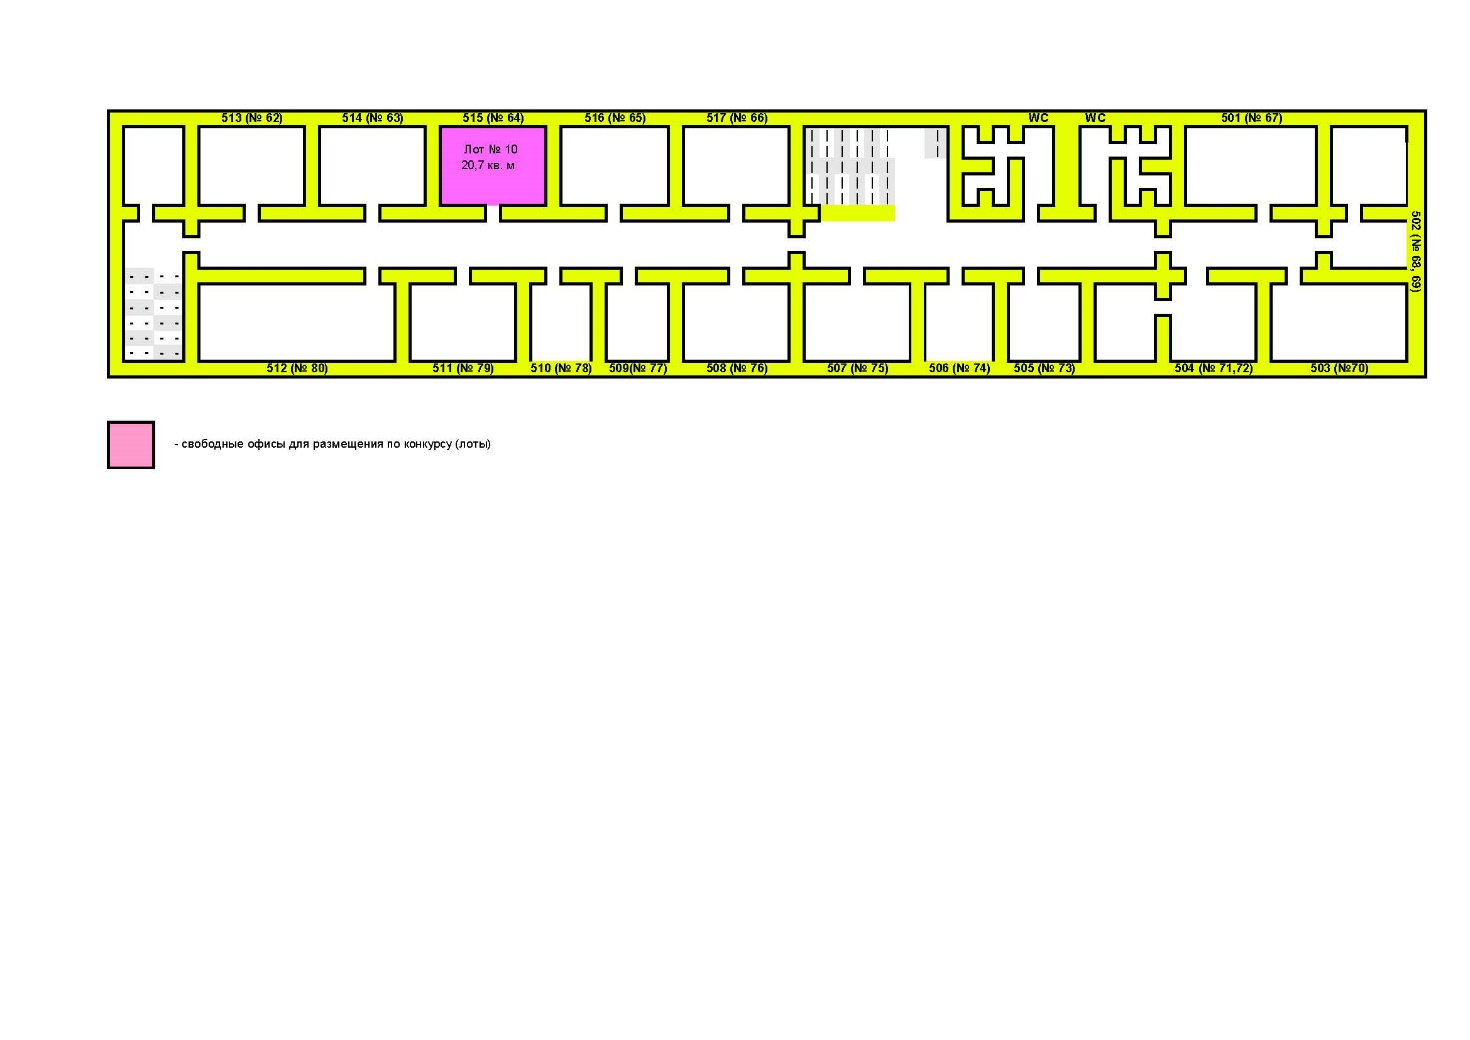 513 (№ 62)
514 (№ 63)
515 (№ 64)
516 (№ 65)
517 (№ 66)
WC
WC
501 (№ 67)
Лот № 10
20,7 кв. м
502 (№ 68, 69)
512 (№ 80)
511 (№ 79)
510 (№ 78)
509(№ 77)
508 (№ 76)
507 (№ 75)
506 (№ 74)
505 (№ 73)
504 (№ 71,72)
503 (№70)
- свободные офисы для размещения по конкурсу (лоты)